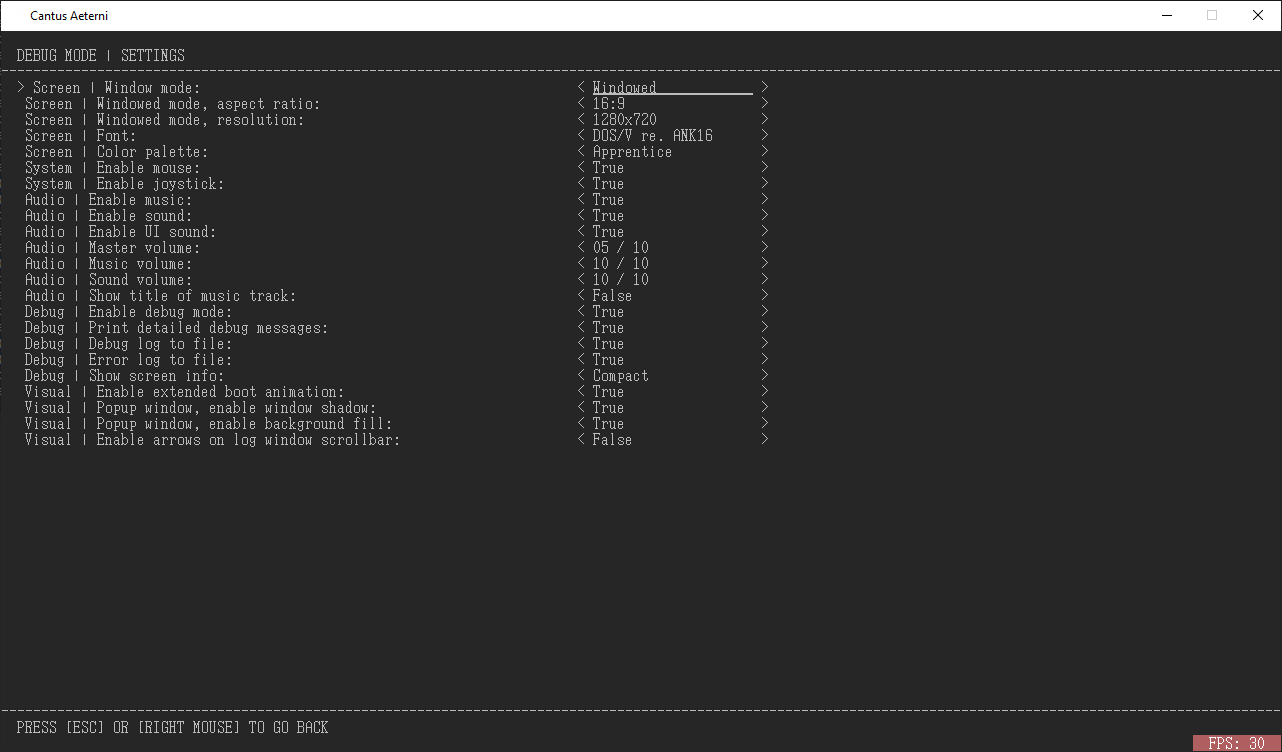 Cantus Aeterni
DEBUG MODE | SETTINGS
> Screen | Window mode: < Windowed >
Screen | Windowed mode, aspect ratio: < 16:9 >
Screen | Windowed mode, resolution: < 1280x720 >
Screen | Font: < DOS/V re. ANK16 >
Screen | Color palette: < Apprentice >
System | Enable mouse: < True >
System | Enable joystick: < True >
Audio | Enable music: < True >
Audio | Enable sound: < True >
Audio | Enable UI sound: < True >
Audio | Master volume: < 05 / 10 >
Audio | Music volume: < 10 / 10 >
Audio | Sound volume: < 10 / 10 >
Audio | Show title of music track: < False >
Debug | Enable debug mode: < True >
Debug | Print detailed debug messages: < True >
Debug | Debug log to file: < True >
Debug | Error log to file: < True >
Debug | Show screen info: < Compact >
Visual | Enable extended boot animation: < True >
Visual | Popup window, enable window shadow: < True >
Visual | Popup window, enable background fill: < True >
Visual | Enable arrows on log window scrollbar: < False >
PRESS [ESC] OR [RIGHT MOUSE] TO GO BACK
FPS: 30